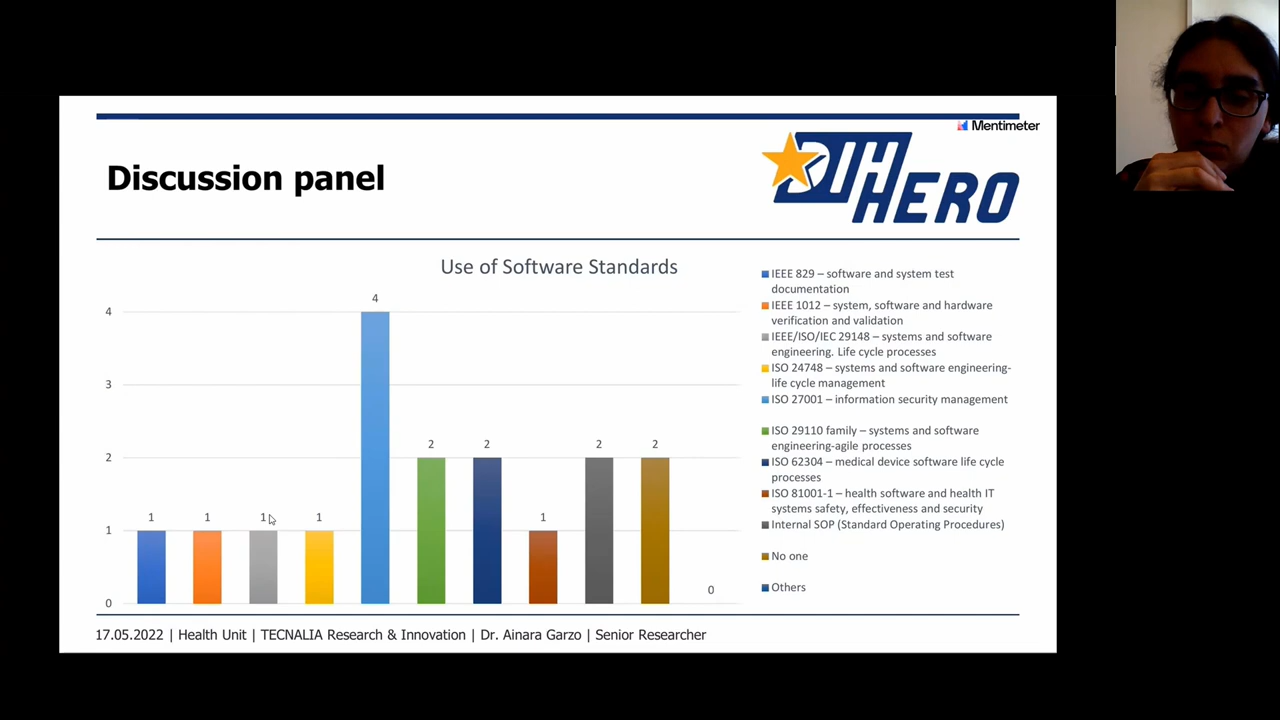 Mentimeter
Discussion panel
DIH
HERO
Use of Software Standards
4
3
2
1
0
1
1
1
1
4
2
2
1
2
2
0
IEEE 829 – software and system test
documentation
IEEE 1012 – system, software and hardware
verification and validation
IEEE/ISO/IEC 29148 – systems and software
engineering. Life cycle processes
ISO 24748 – systems and software engineering-
life cycle management
ISO 27001 – information security management
ISO 29110 family – systems and software
engineering-agile processes
ISO 62304 – medical device software life cycle
processes
ISO 81001-1 – health software and health IT
systems safety, effectiveness and security
Internal SOP (Standard Operating Procedures)
No one
Others
17.05.2022 | Health Unit | TECNALIA Research & Innovation | Dr. Ainara Garzo | Senior Researcher